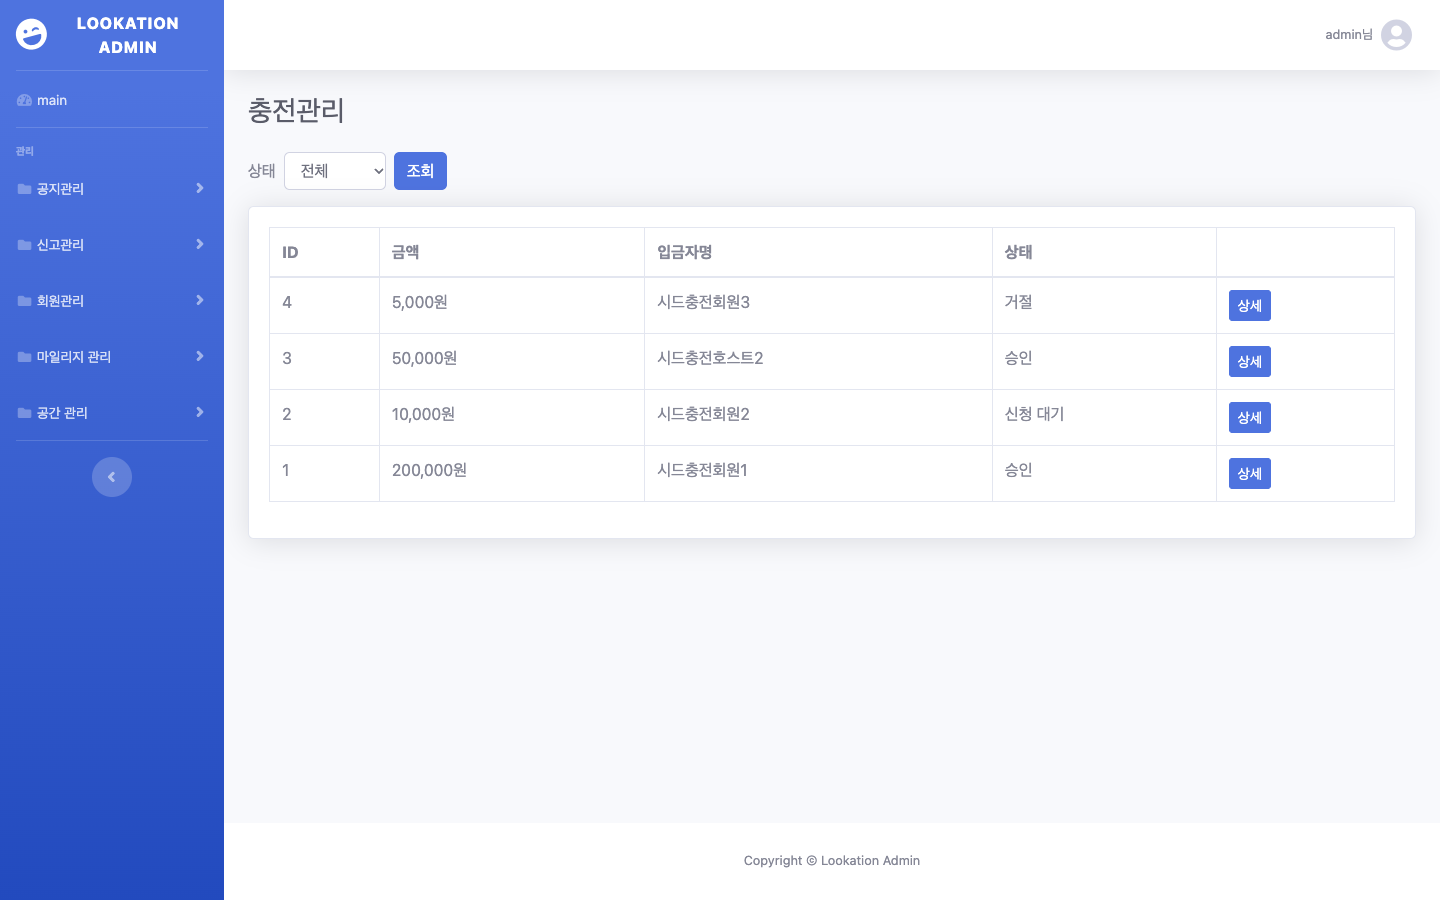 LOOKATION
ADMIN
admin님
main
관리
공지관리
신고관리
회원관리
마일리지 관리
공간 관리
충전관리
상태 전체 조회
ID 금액 입금자명 상태
4 5,000원 시드충전회원3 거절 상세
3 50,000원 시드충전호스트2 승인 상세
2 10,000원 시드충전회원2 신청 대기 상세
1 200,000원 시드충전회원1 승인 상세
Copyright © Lookation Admin